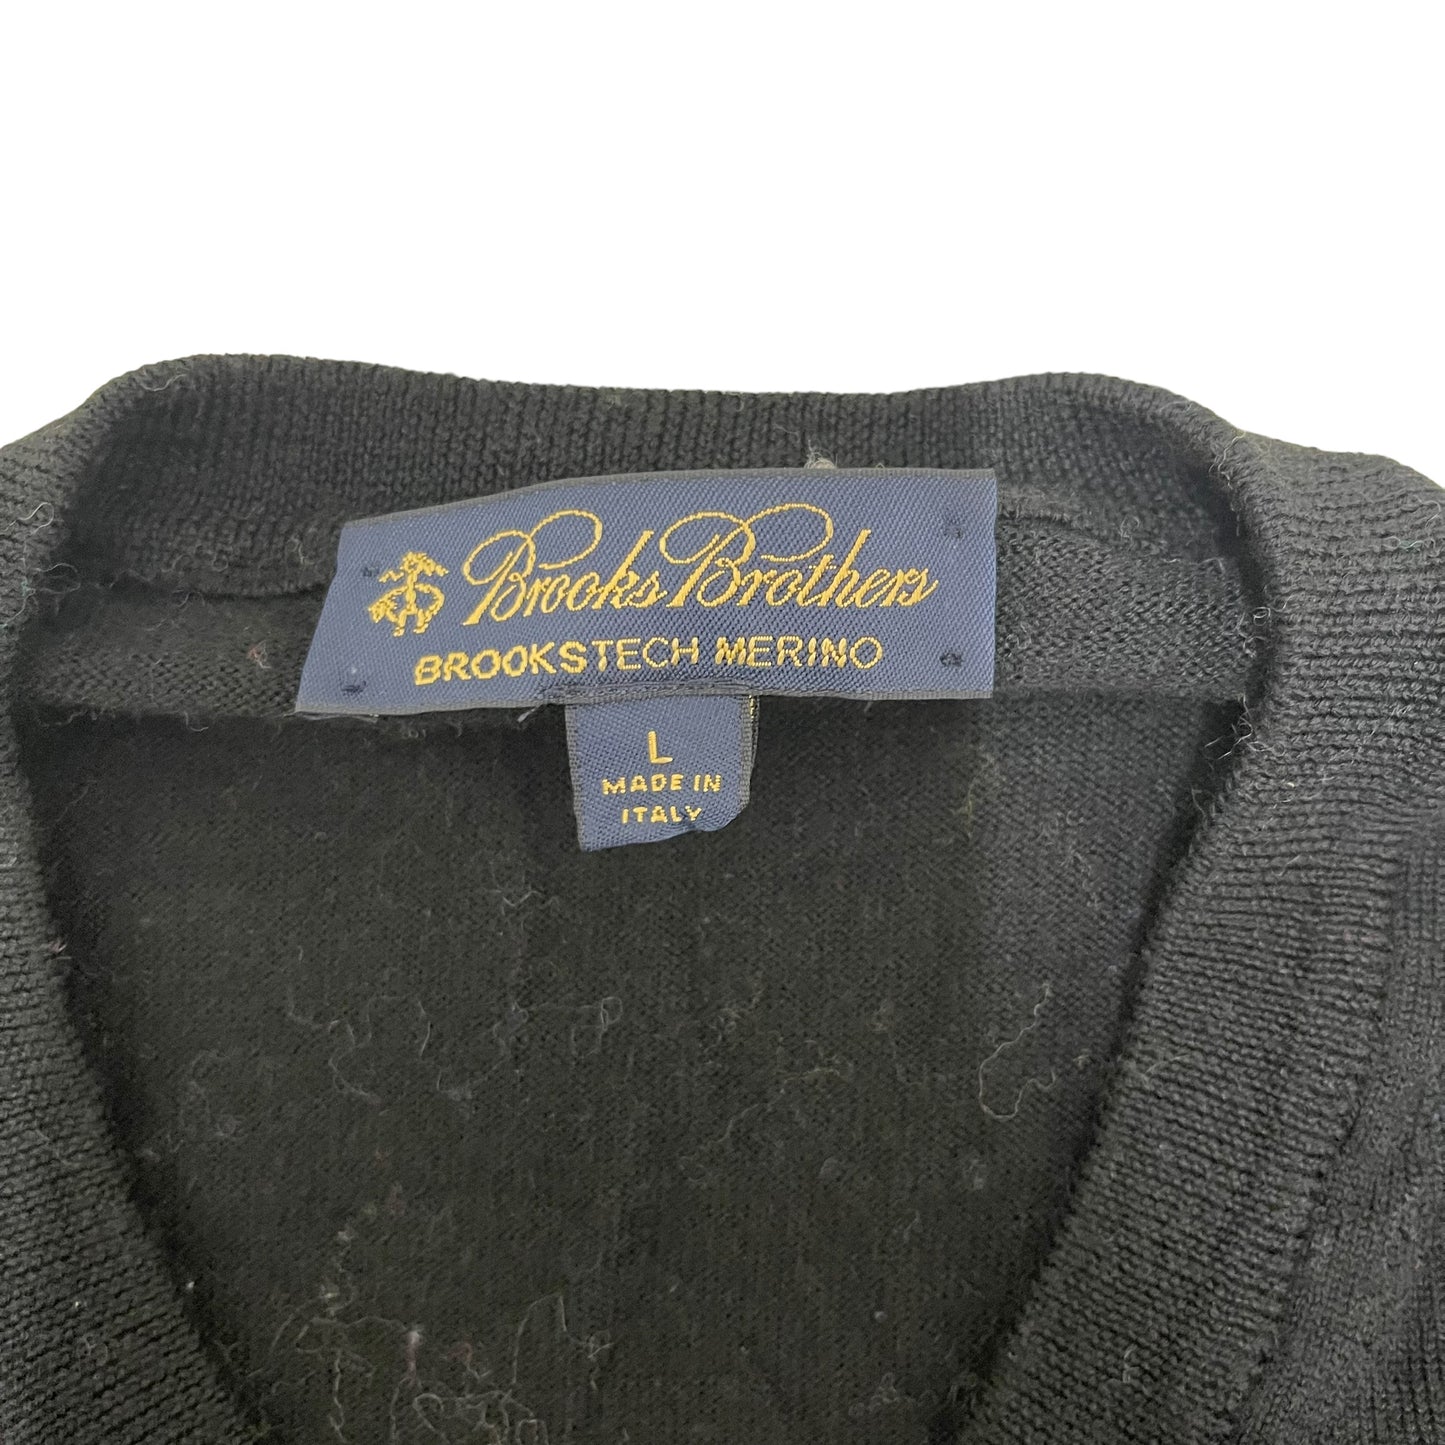 Brooks Brothers
BROOKSTECH MERINO
L
MADE IN
ITALY